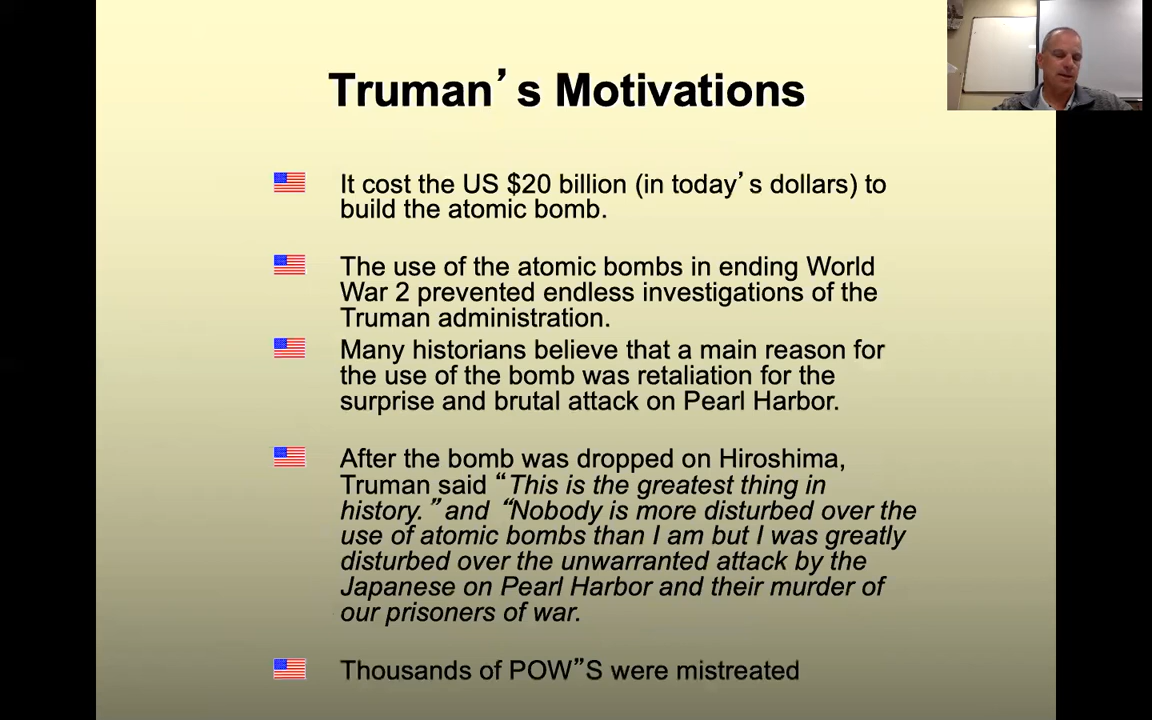 Truman’s Motivations
It cost the US $20 billion (in today’s dollars) to
build the atomic bomb.
The use of the atomic bombs in ending World
War 2 prevented endless investigations of the
Truman administration.
Many historians believe that a main reason for
the use of the bomb was retaliation for the
surprise and brutal attack on Pearl Harbor.
After the bomb was dropped on Hiroshima,
Truman said “This is the greatest thing in
history.” and “Nobody is more disturbed over the
use of atomic bombs than I am but I was greatly
disturbed over the unwarranted attack by the
Japanese on Pearl Harbor and their murder of
our prisoners of war.
Thousands of POW”S were mistreated